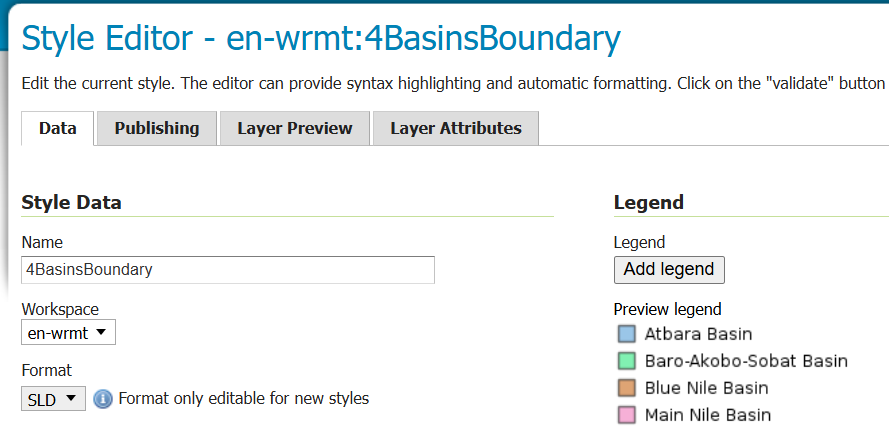 Style Editor - en-wrmt:4BasinsBoundary
Edit the current style. The editor can provide syntax highlighting and automatic formatting. Click on the "validate" button
Data
Publishing
Layer Preview
Layer Attributes
Style Data
Name
4BasinsBoundary
Workspace
en-wrmt
Format
SLD
Format only editable for new styles
Legend
Legend
Add legend
Preview legend
Atbara Basin
Baro-Akobo-Sobat Basin
Blue Nile Basin
Main Nile Basin